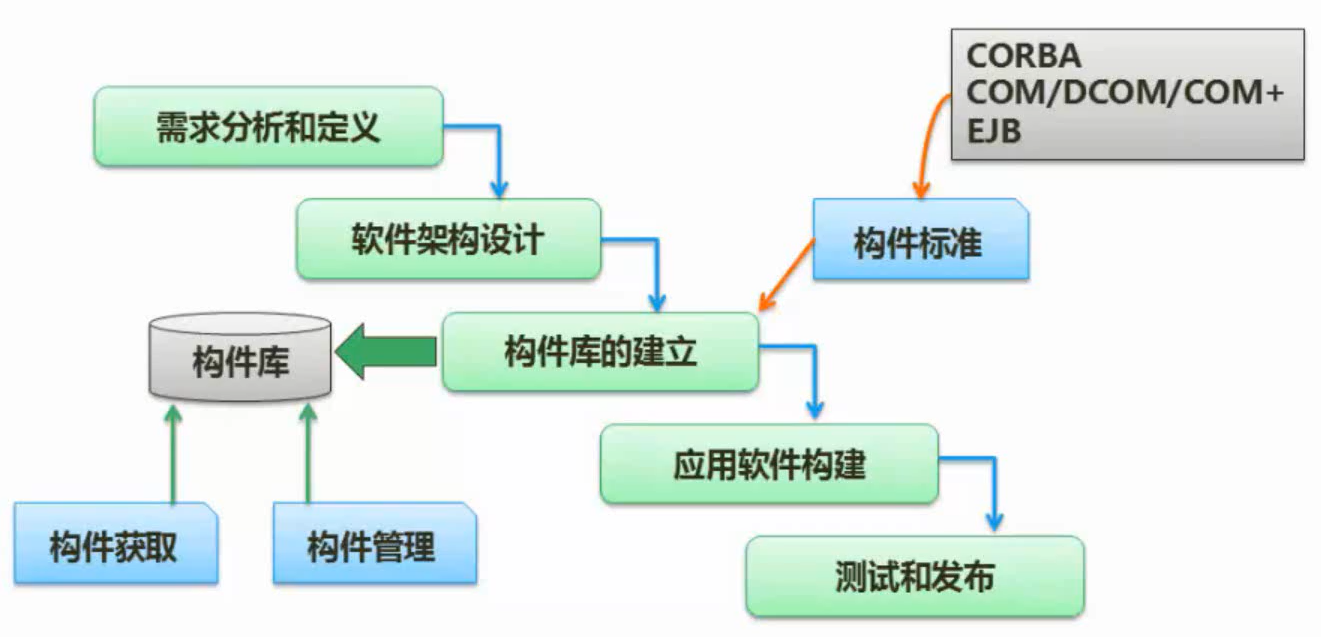 CORBA
COM/DCOM/COM+
EJB
需求分析和定义
软件架构设计
构件标准
构件库
构件库的建立
应用软件构建
构件获取
构件管理
测试和发布